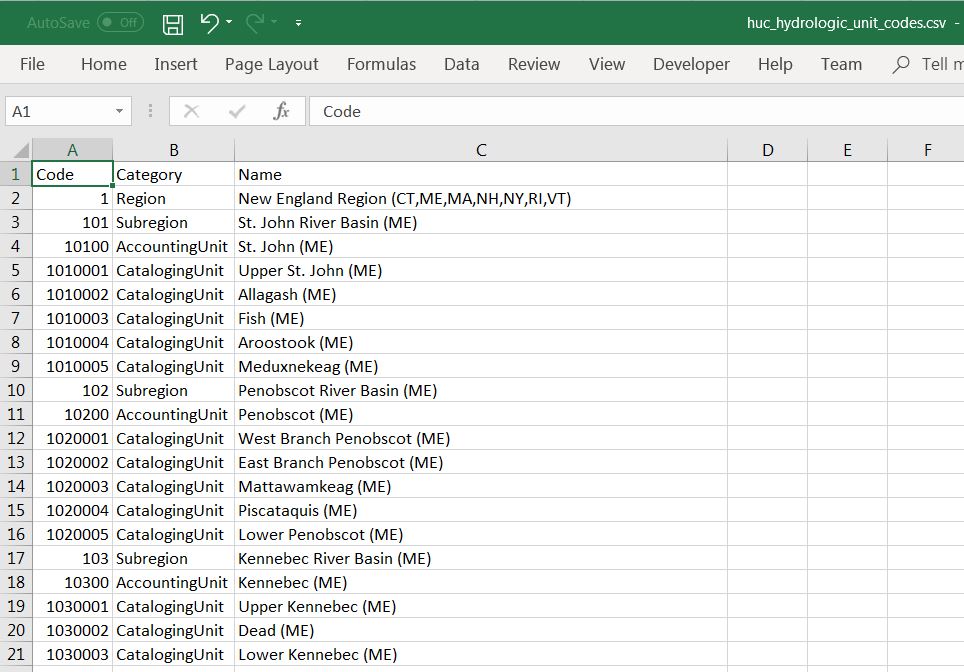 AutoSave Off huc_hydrologic_unit_codes.csv -
File Home Insert Page Layout Formulas Data Review View Developer Help Team Tell m
A1 fx Code
A B C D E F
1 Code Category Name
2 1 Region New England Region (CT,ME,MA,NH,NY,RI,VT)
3 101 Subregion St. John River Basin (ME)
4 10100 AccountingUnit St. John (ME)
5 1010001 CatalogingUnit Upper St. John (ME)
6 1010002 CatalogingUnit Allagash (ME)
7 1010003 CatalogingUnit Fish (ME)
8 1010004 CatalogingUnit Aroostook (ME)
9 1010005 CatalogingUnit Meduxnekeag (ME)
10 102 Subregion Penobscot River Basin (ME)
11 10200 AccountingUnit Penobscot (ME)
12 1020001 CatalogingUnit West Branch Penobscot (ME)
13 1020002 CatalogingUnit East Branch Penobscot (ME)
14 1020003 CatalogingUnit Mattawamkeag (ME)
15 1020004 CatalogingUnit Piscataquis (ME)
16 1020005 CatalogingUnit Lower Penobscot (ME)
17 103 Subregion Kennebec River Basin (ME)
18 10300 AccountingUnit Kennebec (ME)
19 1030001 CatalogingUnit Upper Kennebec (ME)
20 1030002 CatalogingUnit Dead (ME)
21 1030003 CatalogingUnit Lower Kennebec (ME)